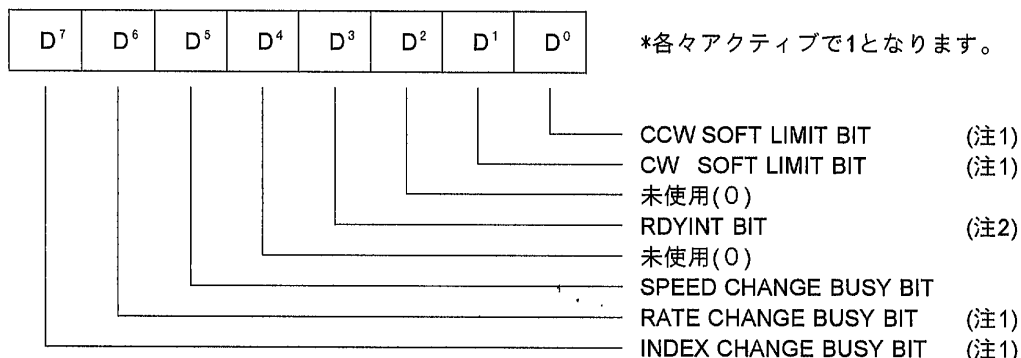 D⁷ D⁶ D⁵ D⁴ D³ D² D¹ D⁰ *各々アクティブで1となります。
CCW SOFT LIMIT BIT (注1)
CW SOFT LIMIT BIT (注1)
未使用(0)
RDYINT BIT (注2)
未使用(0)
SPEED CHANGE BUSY BIT
RATE CHANGE BUSY BIT (注1)
INDEX CHANGE BUSY BIT (注1)